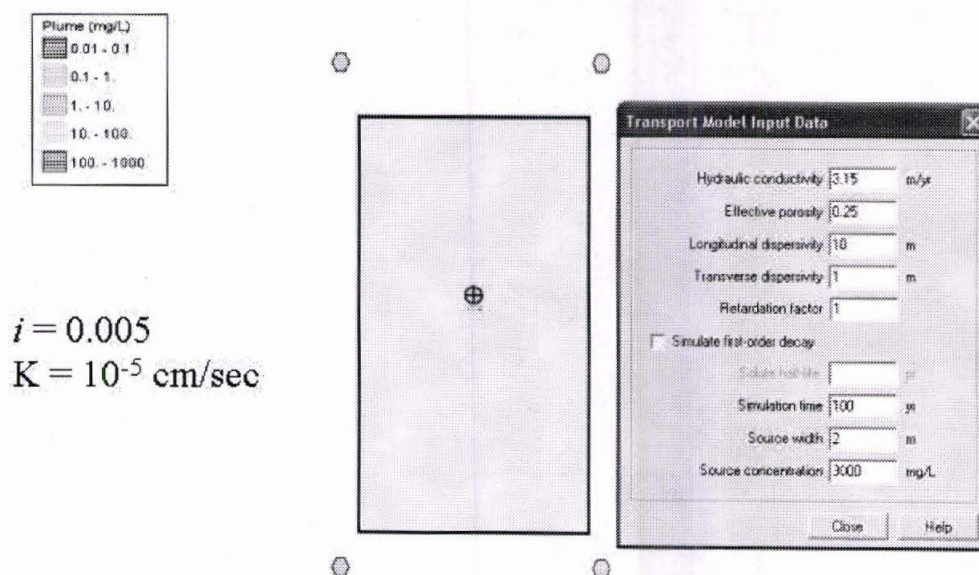 Plume (mg/L)
0.01 - 0.1
0.1 - 1.
1. - 10.
10. - 100.
100. - 1000.
i = 0.005
K = 10⁻⁵ cm/sec
Transport Model Input Data
Hydraulic conductivity 3.15 m/yr
Effective porosity 0.25
Longitudinal dispersivity 10 m
Transverse dispersivity 1 m
Retardation factor 1
Simulate first-order decay
Solute half-life yr
Simulation time 100 yr
Source width 2 m
Source concentration 3000 mg/L
Close Help